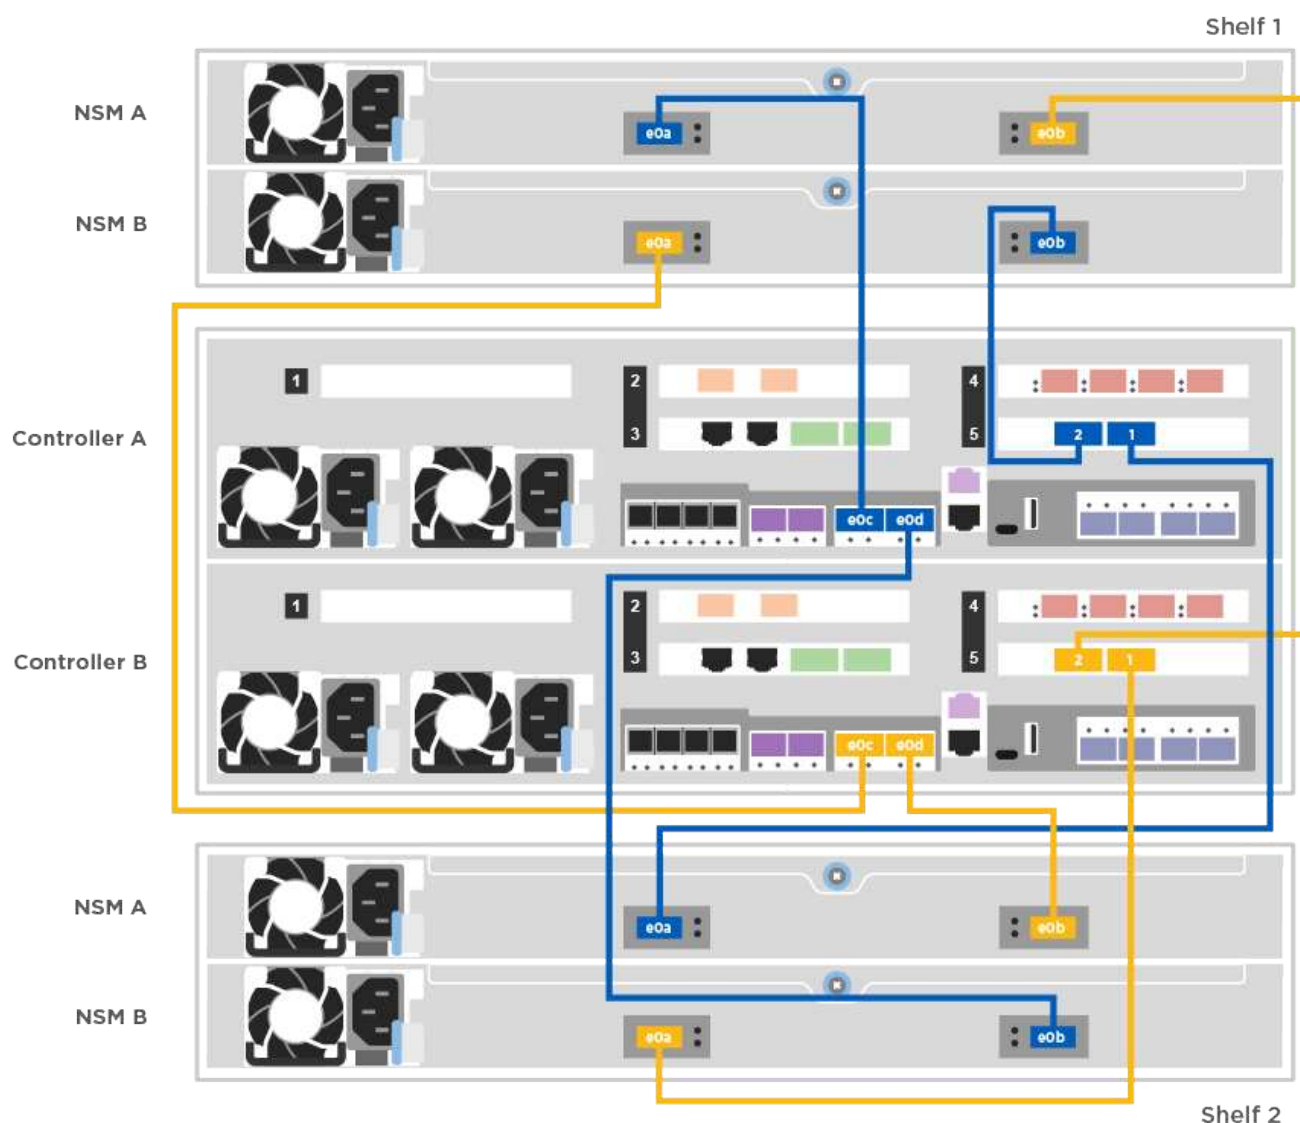 Shelf 1
NSM A
e0a
e0b
NSM B
e0a
e0b
1
2
4
Controller A
3
5
2 1
e0c e0d
1
2
4
Controller B
3
5
2 1
e0c e0d
NSM A
e0a
e0b
NSM B
e0a
e0b
Shelf 2